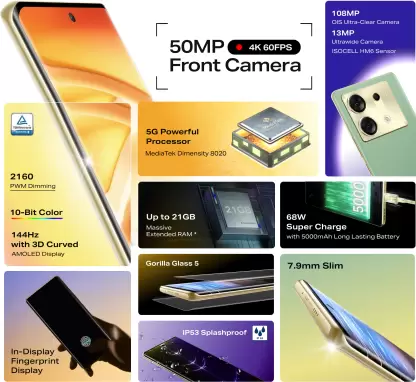 108MP
OIS Ultra-Clear Camera
13MP
Ultrawide Camera
ISOCELL HM6 Sensor
50MP 4K 60FPS
Front Camera
5G Powerful
Processor
MediaTek Dimensity 8020
2160
PWM Dimming
10-Bit Color
144Hz
with 3D Curved
AMOLED Display
Up to 21GB
Massive
Extended RAM *
21GB
68W
Super Charge
with 5000mAh Long Lasting Battery
5000
Gorilla Glass 5
7.9mm Slim
In-Display
Fingerprint
Display
IP53 Splashproof